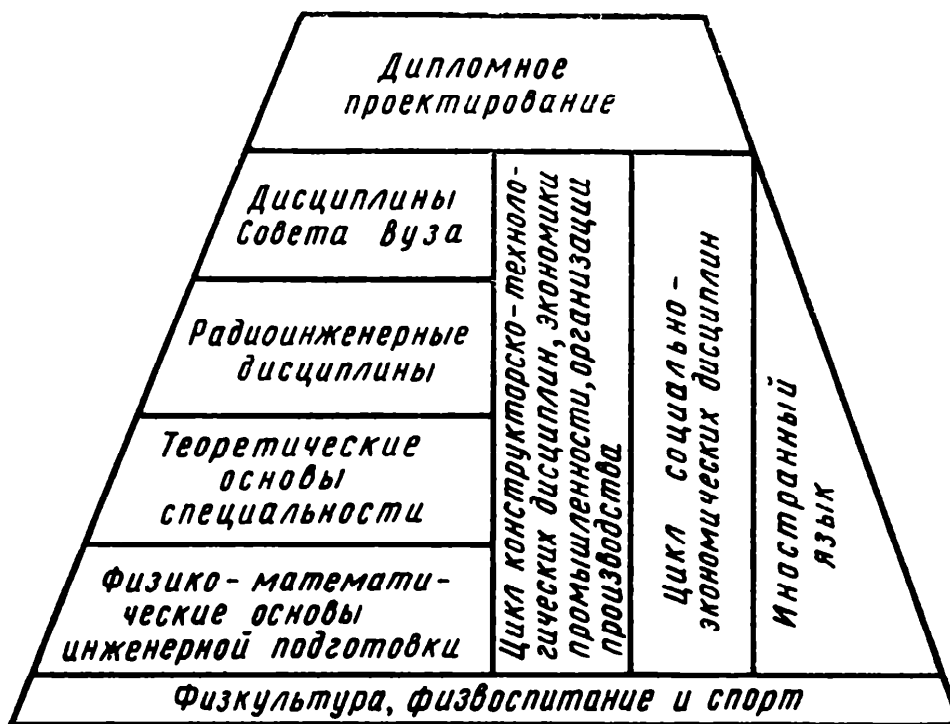 Дипломное
проектирование
Дисциплины
Совета вуза
Радиоинженерные
дисциплины
Теоретические
основы
специальности
Физико-математи-
ческие основы
инженерной подготовки
Цикл конструкторско-техноло-
гических дисциплин, экономики
промышленности, организации
производства
Цикл социально-
экономических дисциплин
Иностранный
язык
Физкультура, физвоспитание и спорт